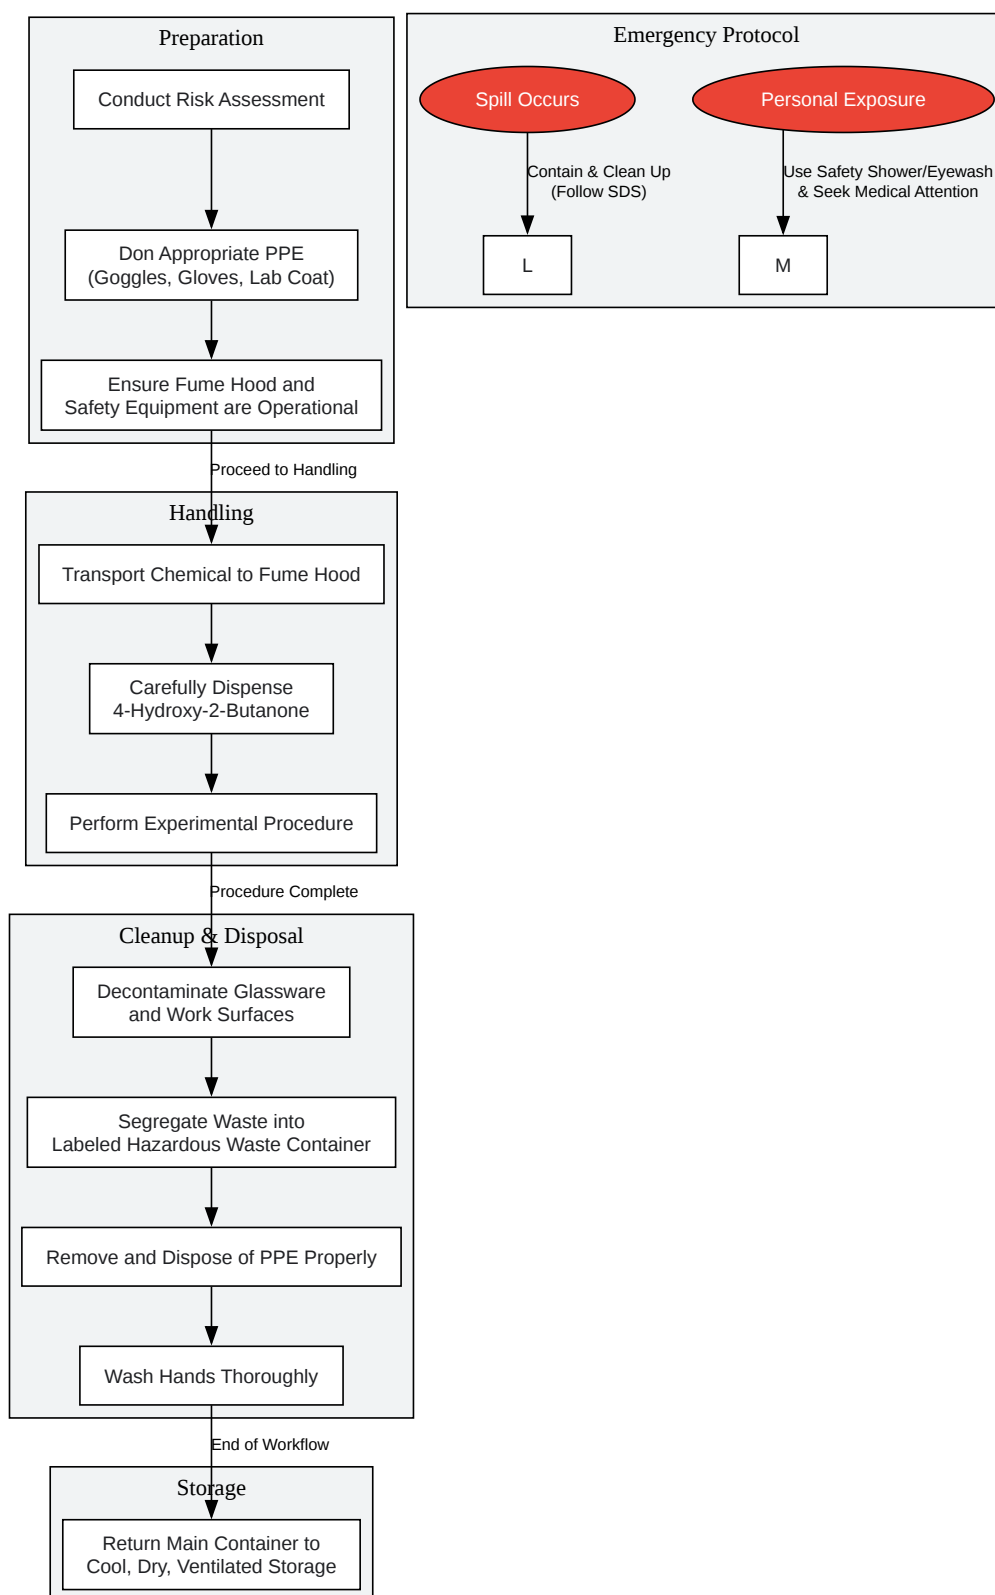 Preparation
Conduct Risk Assessment
Don Appropriate PPE
(Goggles, Gloves, Lab Coat)
Ensure Fume Hood and
Safety Equipment are Operational
Proceed to Handling
Handling
Transport Chemical to Fume Hood
Carefully Dispense
4-Hydroxy-2-Butanone
Perform Experimental Procedure
Procedure Complete
Cleanup & Disposal
Decontaminate Glassware
and Work Surfaces
Segregate Waste into
Labeled Hazardous Waste Container
Remove and Dispose of PPE Properly
Wash Hands Thoroughly
End of Workflow
Storage
Return Main Container to
Cool, Dry, Ventilated Storage
Emergency Protocol
Spill Occurs
Contain & Clean Up
(Follow SDS)
L
Personal Exposure
Use Safety Shower/Eyewash
& Seek Medical Attention
M